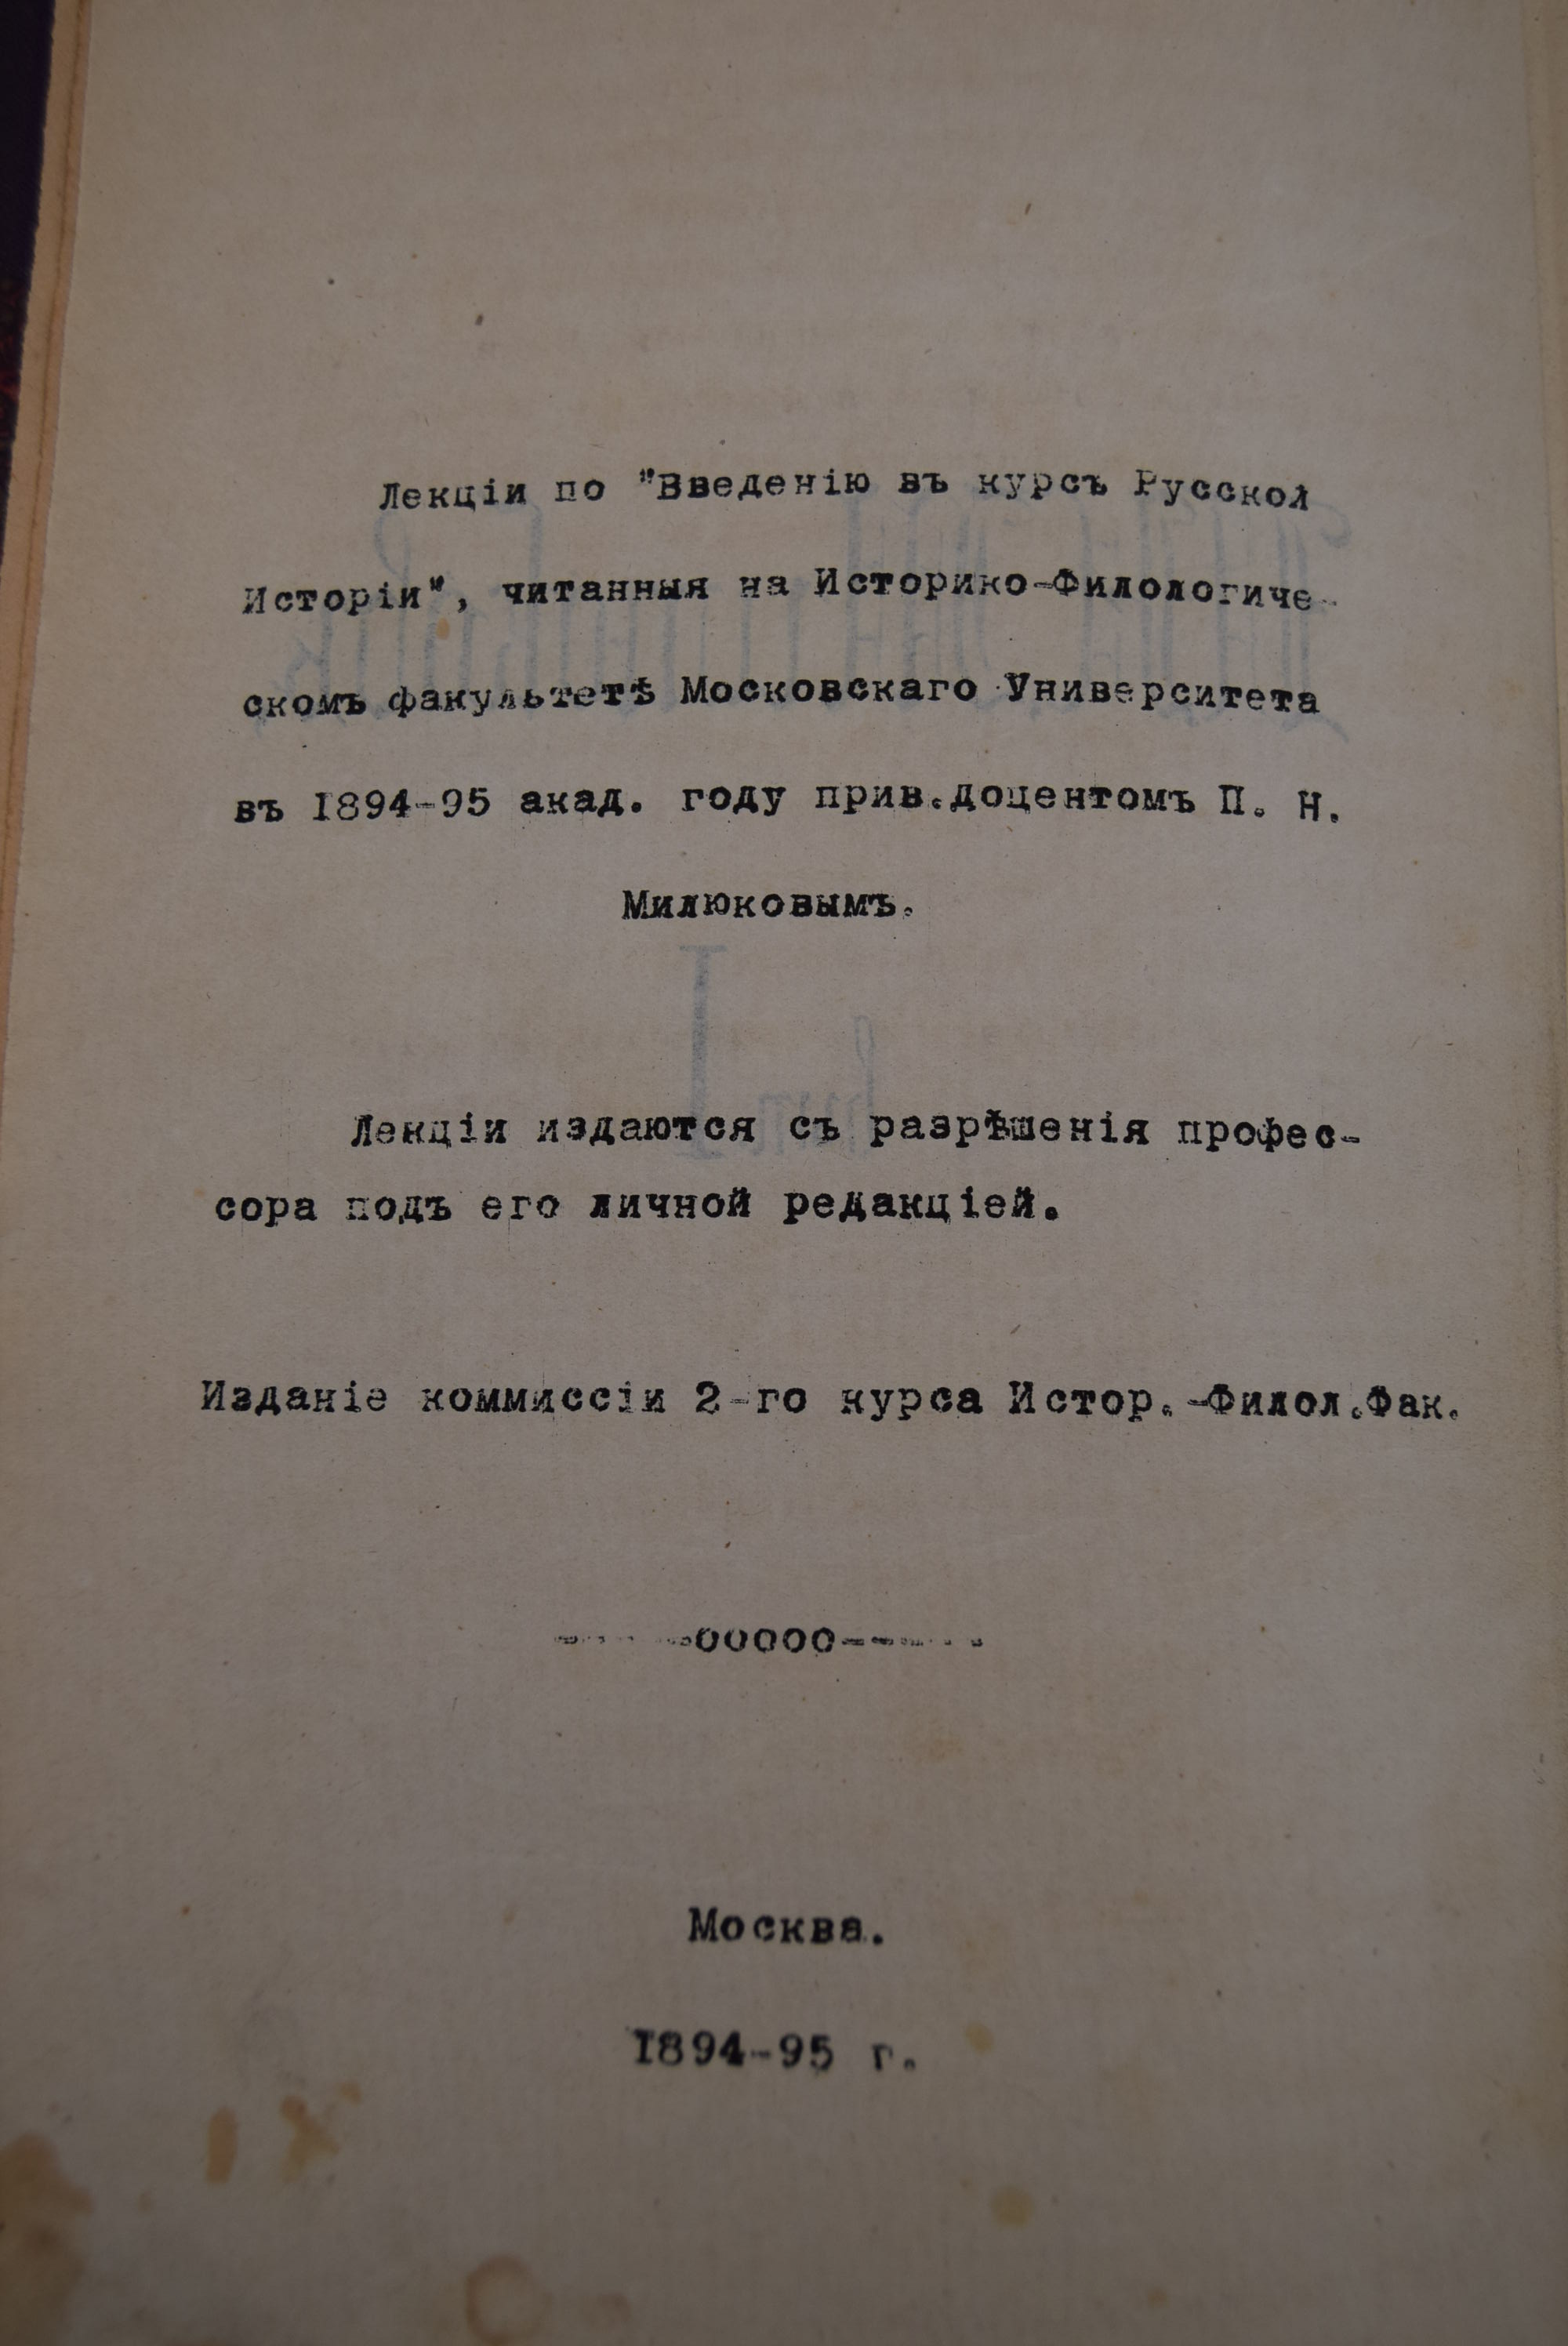 Лекціи по "Введенію въ курсъ Русской
Исторіи", читанныя на Историко-Филологиче-
скомъ факультетѣ Московскаго Университета
въ 1894-95 акад. году прив.доцентомъ П. Н.
Милюковымъ.
Лекціи издаются съ разрѣшенія профес-
сора подъ его личной редакціей.
Изданіе коммиссіи 2-го курса Истор.-Филол.Фак.
------ооооо------
Москва.
1894-95 г.